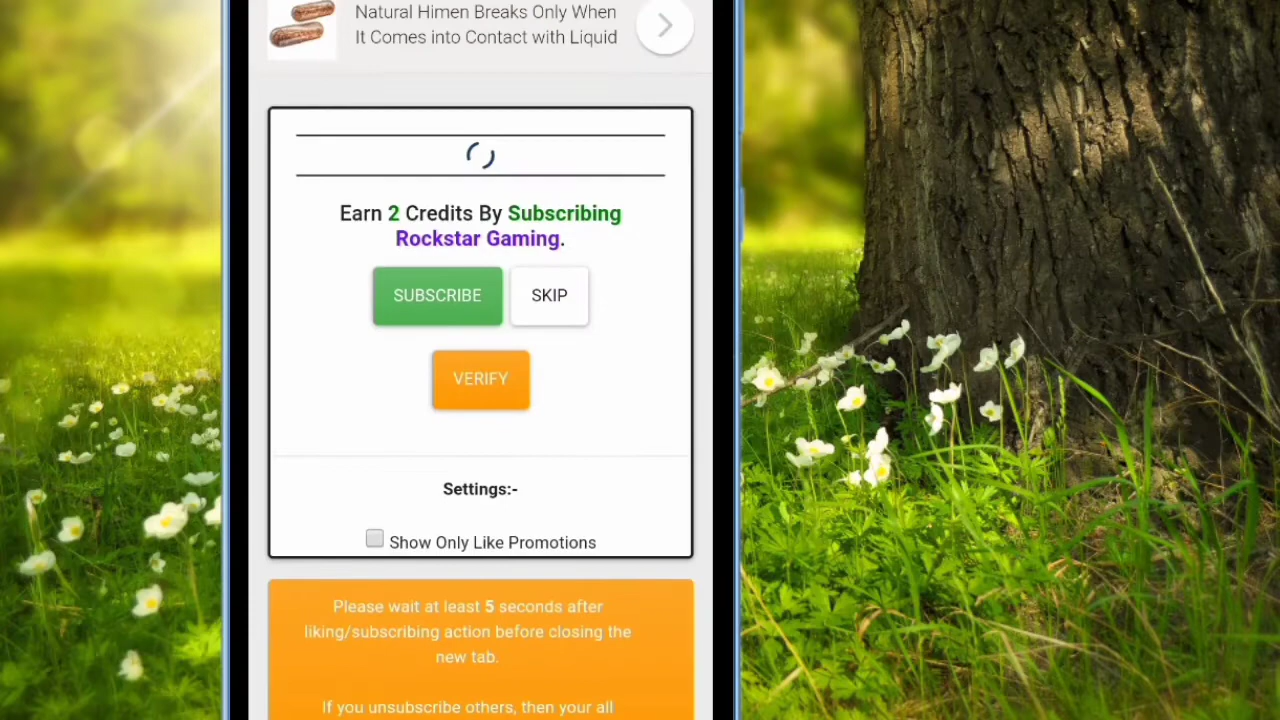 Natural Himen Breaks Only When
It Comes into Contact with Liquid
Earn 2 Credits By Subscribing
Rockstar Gaming.
SUBSCRIBE
SKIP
VERIFY
Settings:-
Show Only Like Promotions
Please wait at least 5 seconds after
liking/subscribing action before closing the
new tab.
If you unsubscribe others, then your all